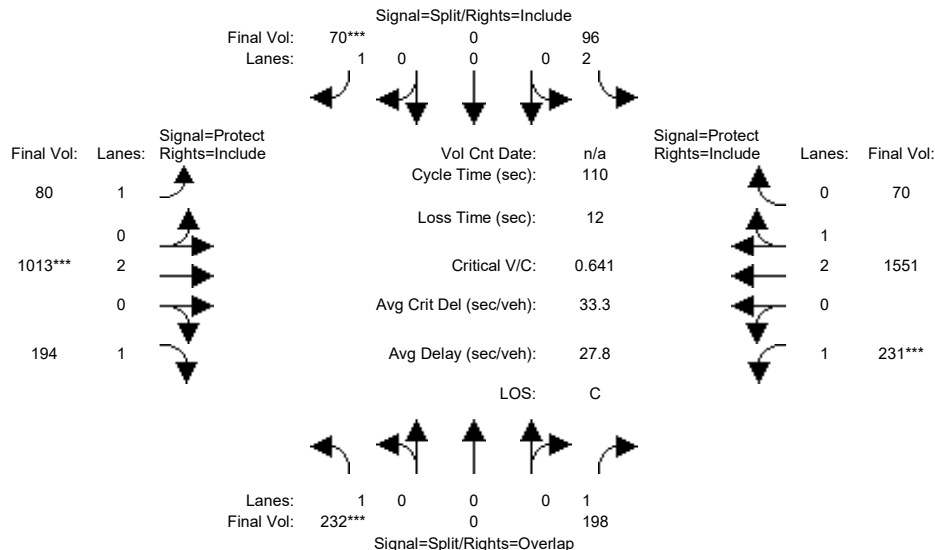 Signal=Split/Rights=Include
Final Vol: 70*** 0 96
Lanes: 1 0 0 0 2
Signal=Protect
Final Vol: Lanes: Rights=Include
Vol Cnt Date: n/a
Signal=Protect
Rights=Include Lanes: Final Vol:
Cycle Time (sec): 110
80 1
0 70
Loss Time (sec): 12
0
1
1013*** 2
Critical V/C: 0.641
2 1551
0
Avg Crit Del (sec/veh): 33.3
0
194 1
Avg Delay (sec/veh): 27.8
1 231***
LOS: C
Lanes: 1 0 0 0 1
Final Vol: 232*** 0 198
Signal=Split/Rights=Overlap